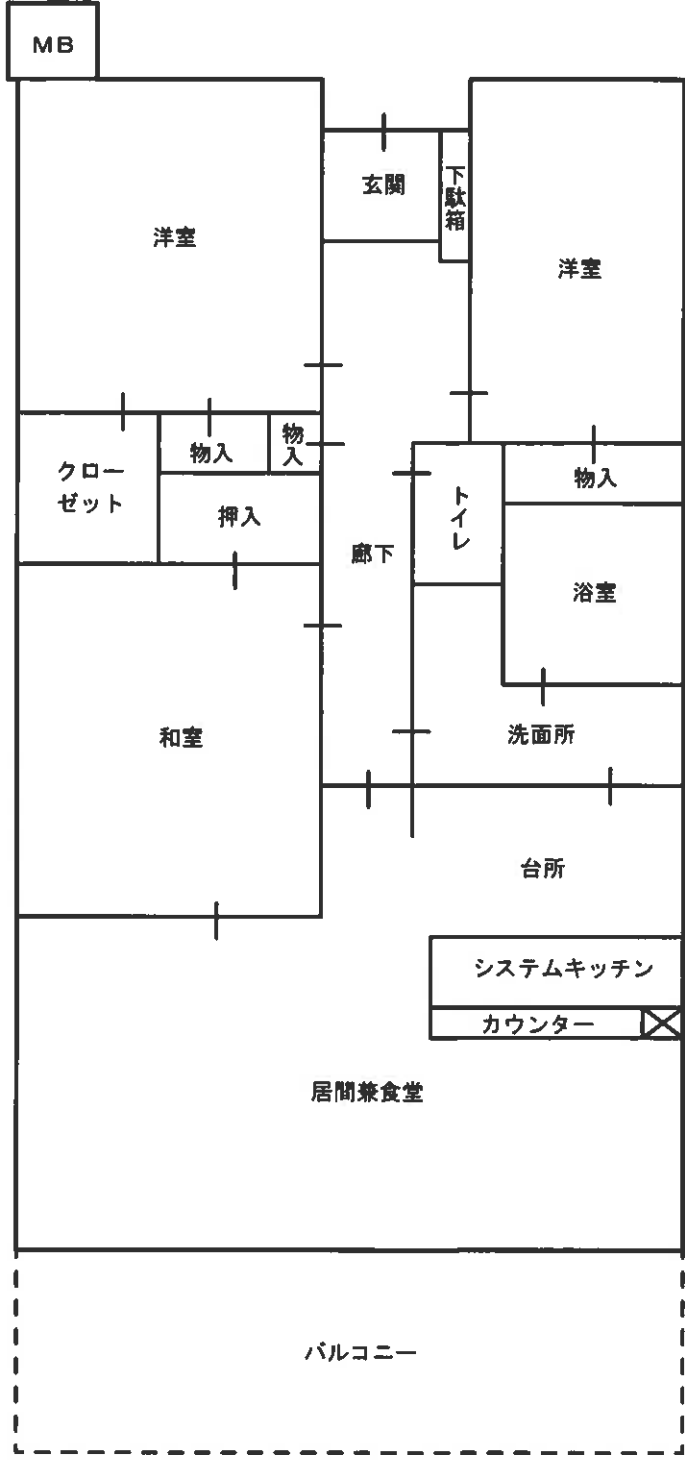 MB
玄関
下駄箱
洋室
洋室
クロー
ゼット
物入
物入
押入
トイレ
物入
廊下
浴室
和室
洗面所
台所
システムキッチン
カウンター
居間兼食堂
バルコニー